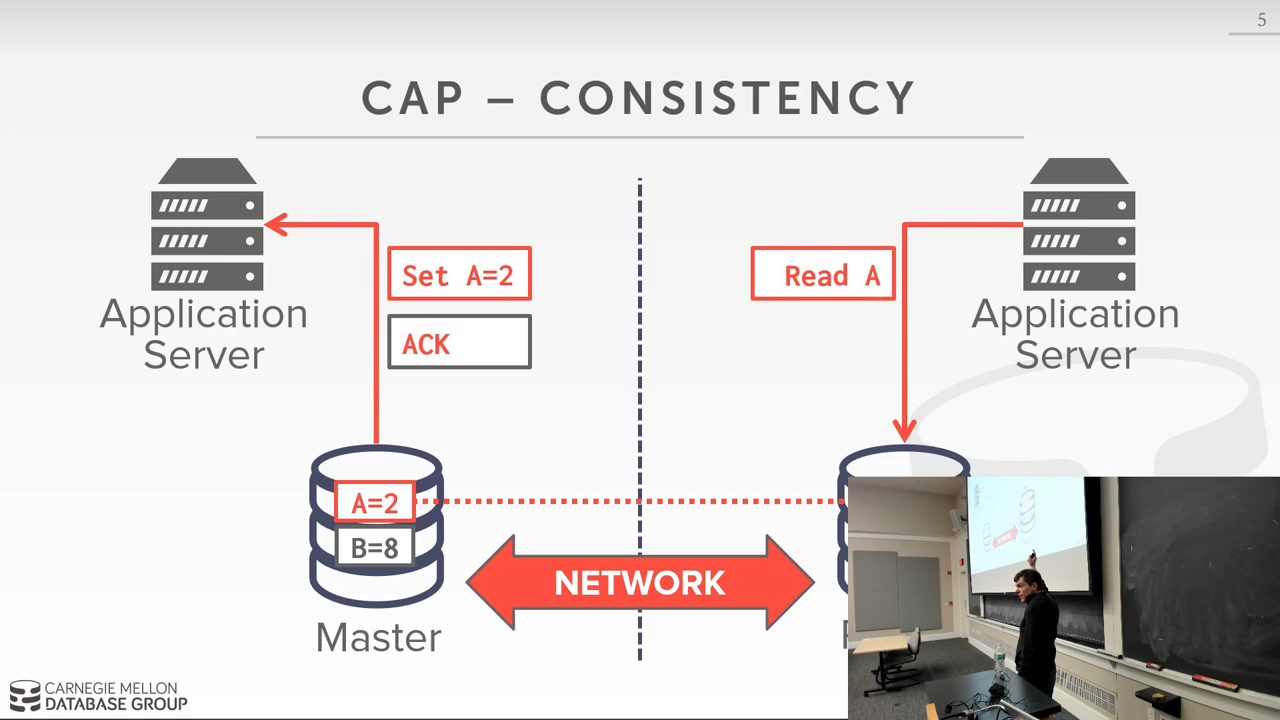 5
CAP – CONSISTENCY
Set A=2
ACK
Read A
Application
Server
Application
Server
A=2
B=8
NETWORK
Master
CARNEGIE MELLON
DATABASE GROUP